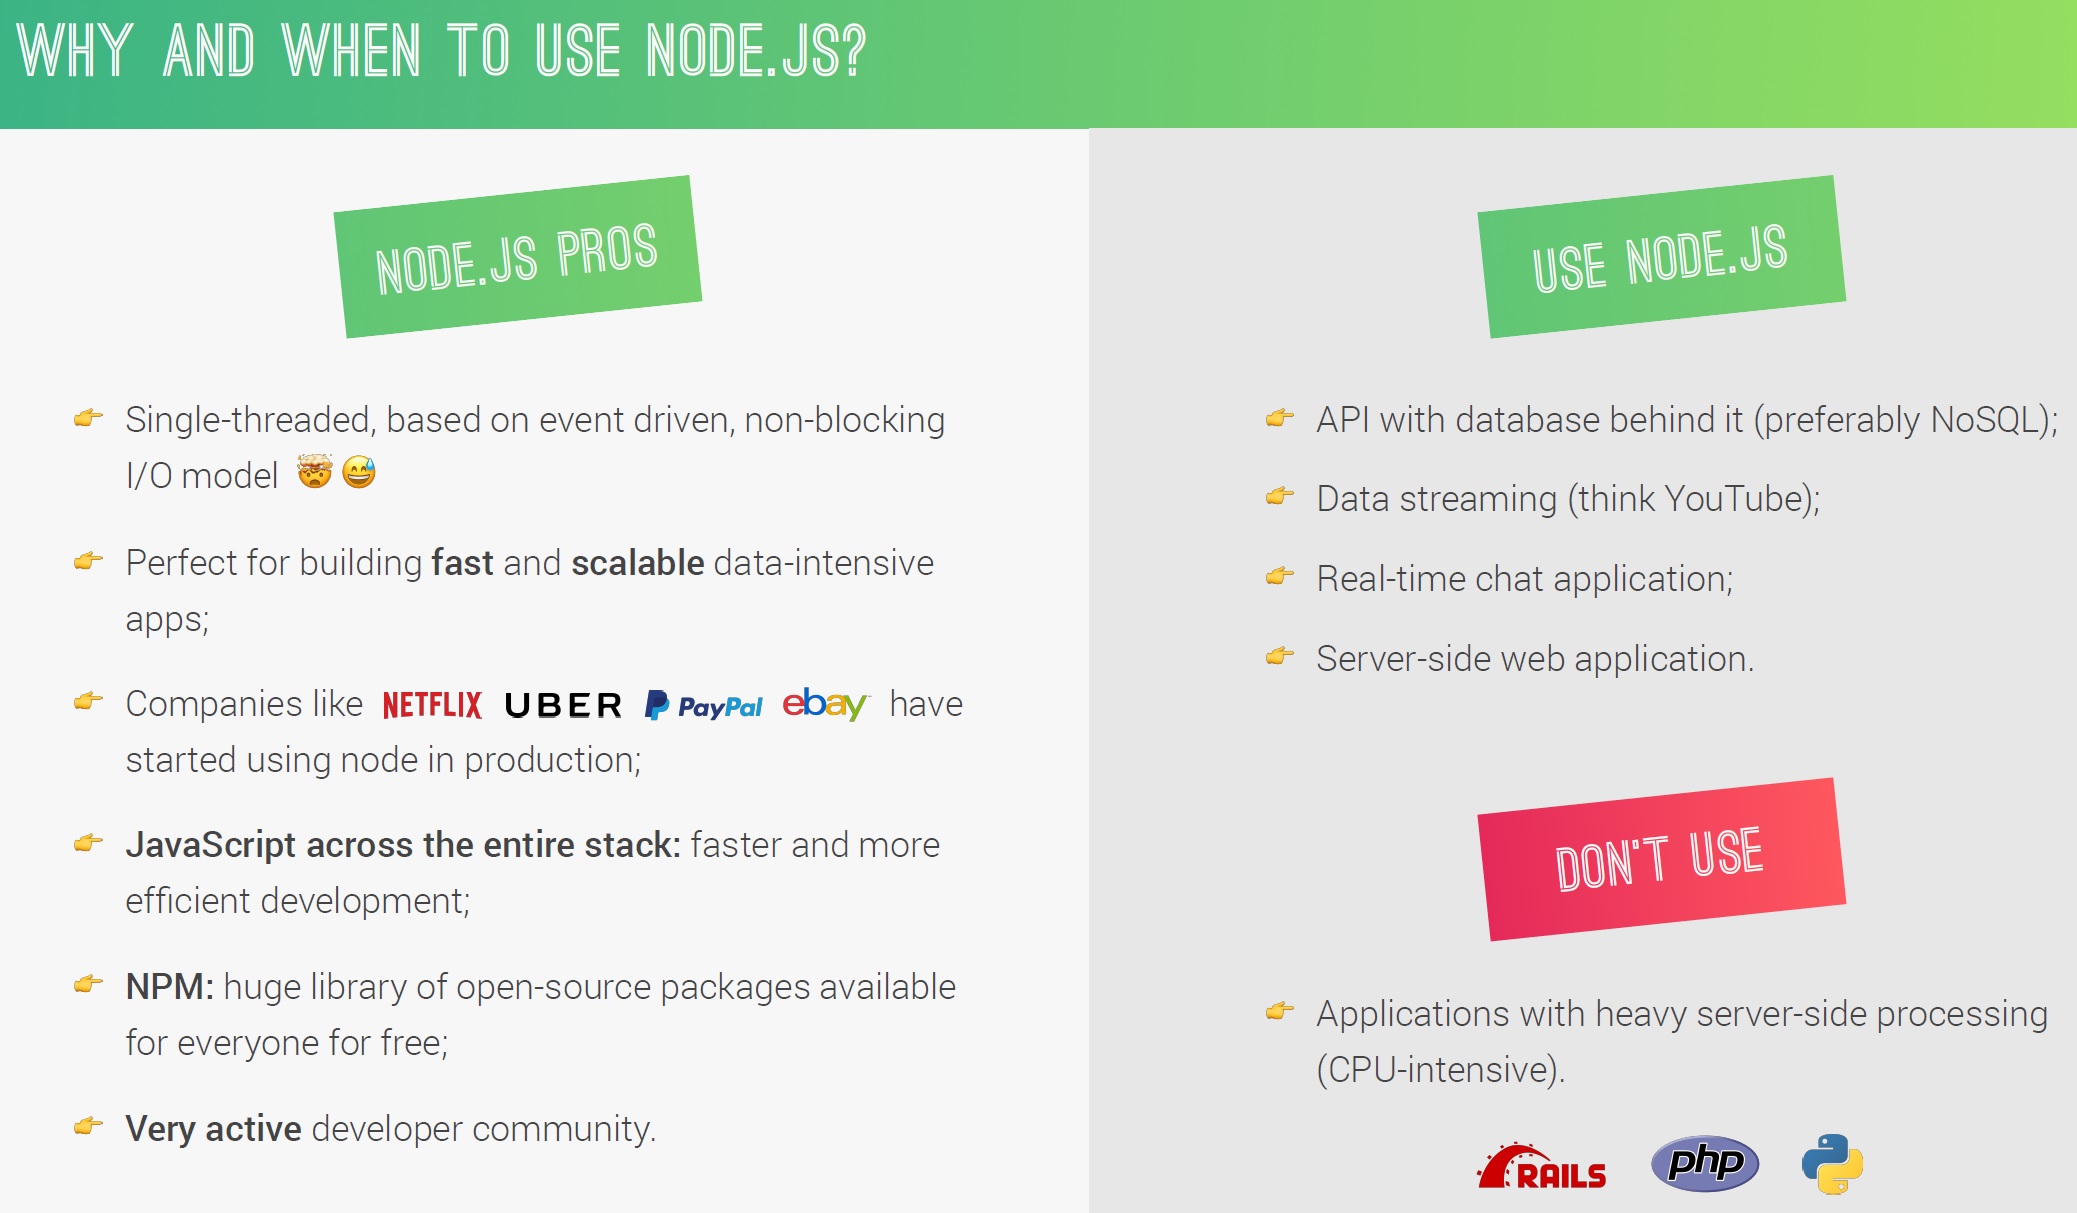 WHY AND WHEN TO USE NODE.JS?
NODE.JS PROS
Single-threaded, based on event driven, non-blocking
I/O model 🤯😅
Perfect for building fast and scalable data-intensive
apps;
Companies like NETFLIX UBER PayPal ebay have
started using node in production;
JavaScript across the entire stack: faster and more
efficient development;
NPM: huge library of open-source packages available
for everyone for free;
Very active developer community.
USE NODE.JS
API with database behind it (preferably NoSQL);
Data streaming (think YouTube);
Real-time chat application;
Server-side web application.
DON'T USE
Applications with heavy server-side processing
(CPU-intensive).
RAILS php